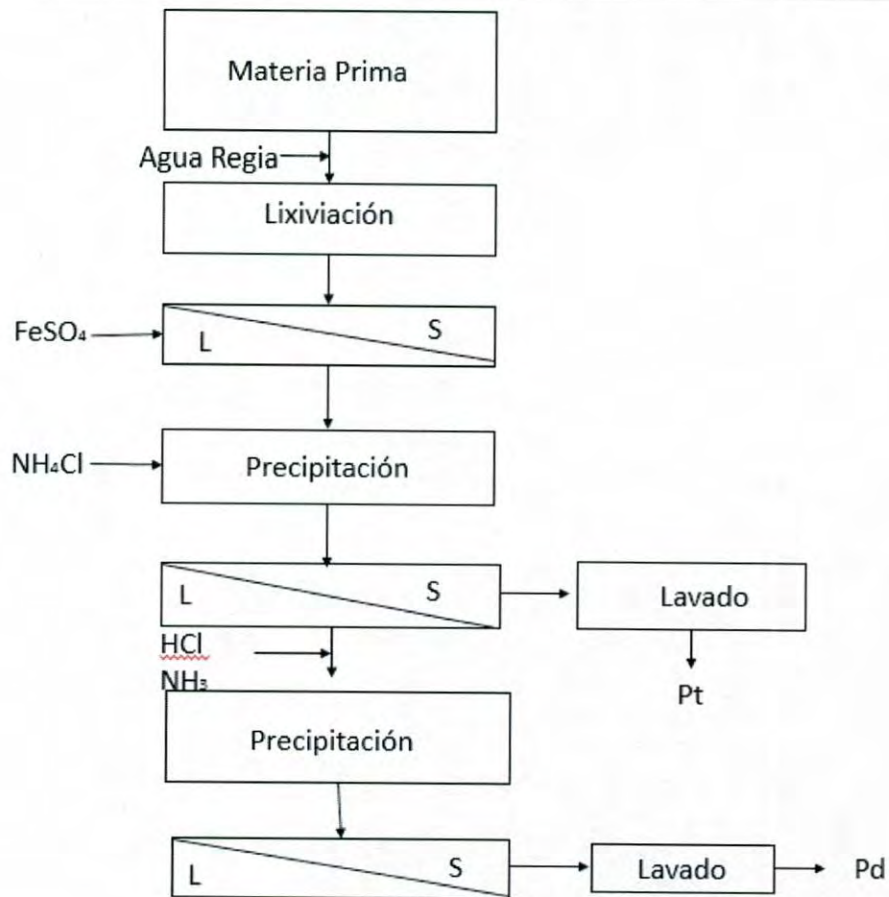 Materia Prima
Agua Regia
Lixiviación
FeSO₄
L
S
NH₄Cl
Precipitación
L
S
Lavado
HCl
NH₃
Pt
Precipitación
L
S
Lavado
Pd